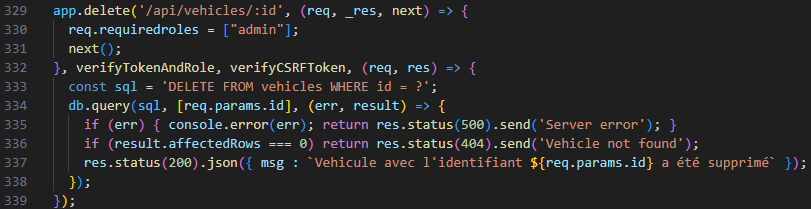 329 app.delete('/api/vehicles/:id', (req, _res, next) => {
330   req.requiredroles = ["admin"];
331   next();
332 }, verifyTokenAndRole, verifyCSRFToken, (req, res) => {
333   const sql = 'DELETE FROM vehicles WHERE id = ?';
334   db.query(sql, [req.params.id], (err, result) => {
335     if (err) { console.error(err); return res.status(500).send('Server error'); }
336     if (result.affectedRows === 0) return res.status(404).send('Vehicle not found');
337     res.status(200).json({ msg : `Vehicule avec l'identifiant ${req.params.id} a été supprimé` });
338   });
339 });